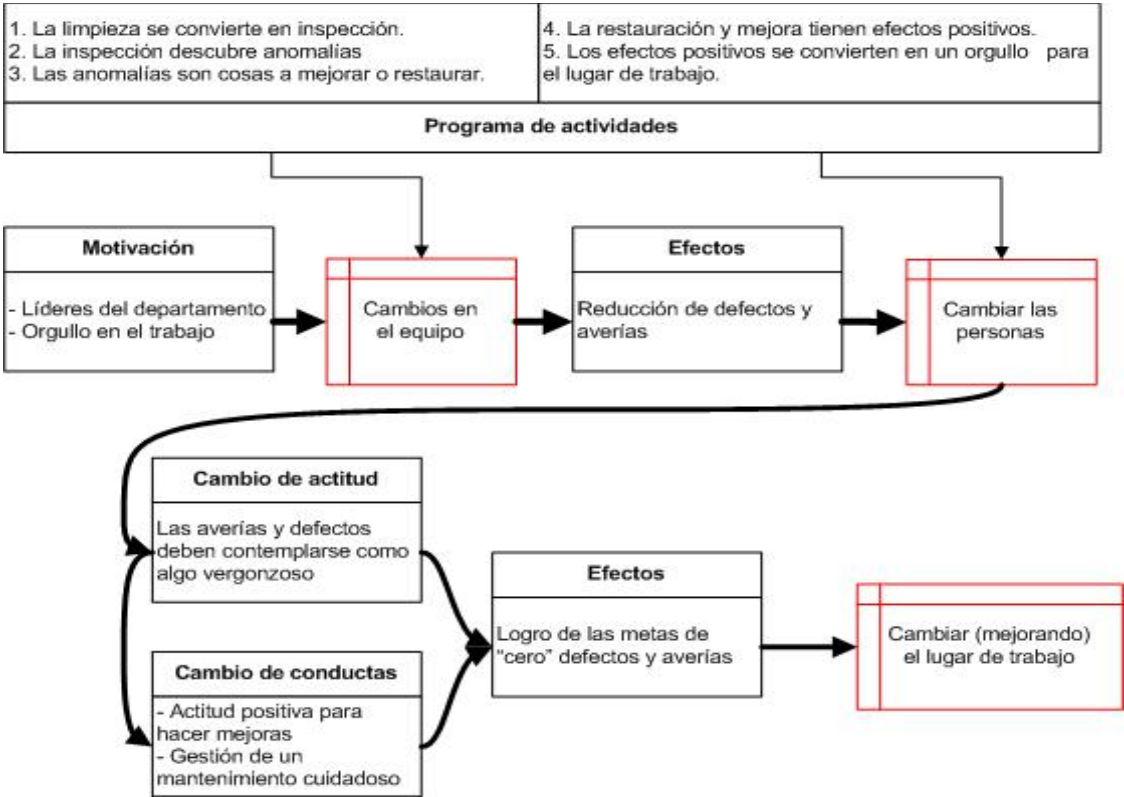 1. La limpieza se convierte en inspección.
2. La inspección descubre anomalías
3. Las anomalías son cosas a mejorar o restaurar.
4. La restauración y mejora tienen efectos positivos.
5. Los efectos positivos se convierten en un orgullo para
el lugar de trabajo.
Programa de actividades
Motivación
- Líderes del departamento
- Orgullo en el trabajo
Cambios en
el equipo
Efectos
Reducción de defectos y
averías
Cambiar las
personas
Cambio de actitud
Las averías y defectos
deben contemplarse como
algo vergonzoso
Cambio de conductas
- Actitud positiva para
hacer mejoras
- Gestión de un
mantenimiento cuidadoso
Efectos
Logro de las metas de
“cero” defectos y averías
Cambiar (mejorando)
el lugar de trabajo